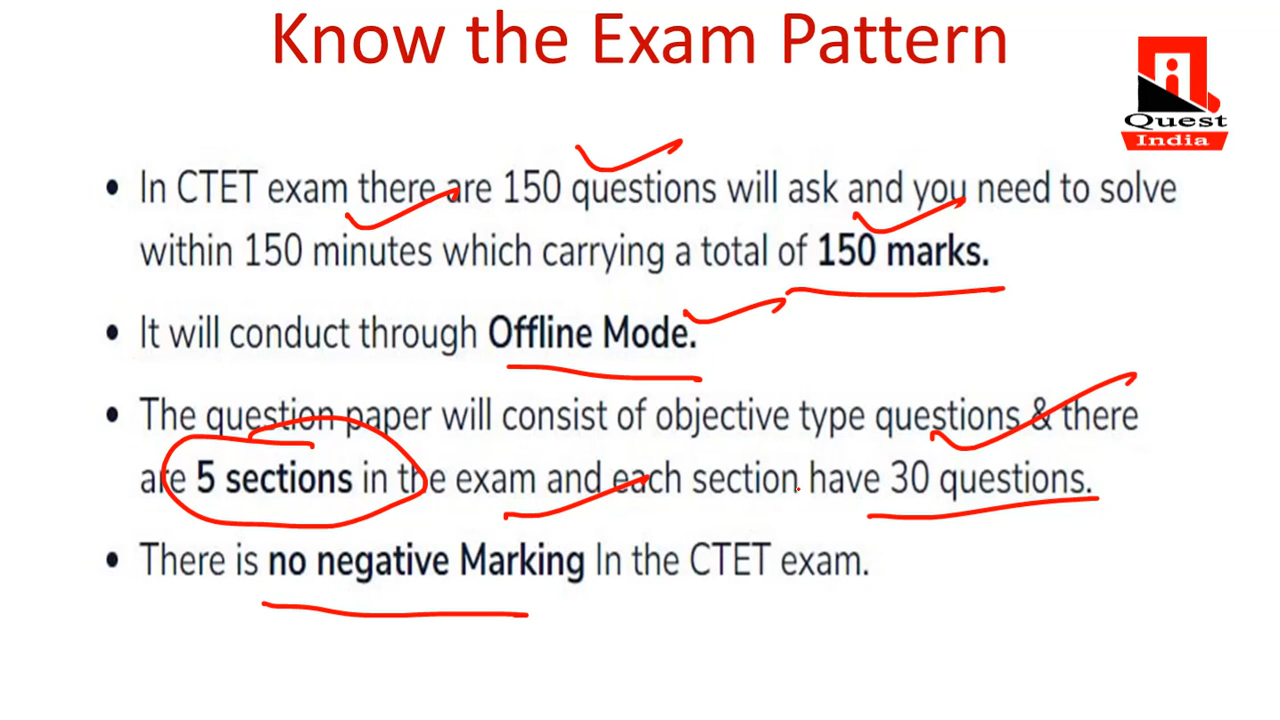 Know the Exam Pattern
Quest
India
• In CTET exam there are 150 questions will ask and you need to solve
within 150 minutes which carrying a total of 150 marks.
• It will conduct through Offline Mode.
• The question paper will consist of objective type questions & there
are 5 sections in the exam and each section have 30 questions.
• There is no negative Marking In the CTET exam.